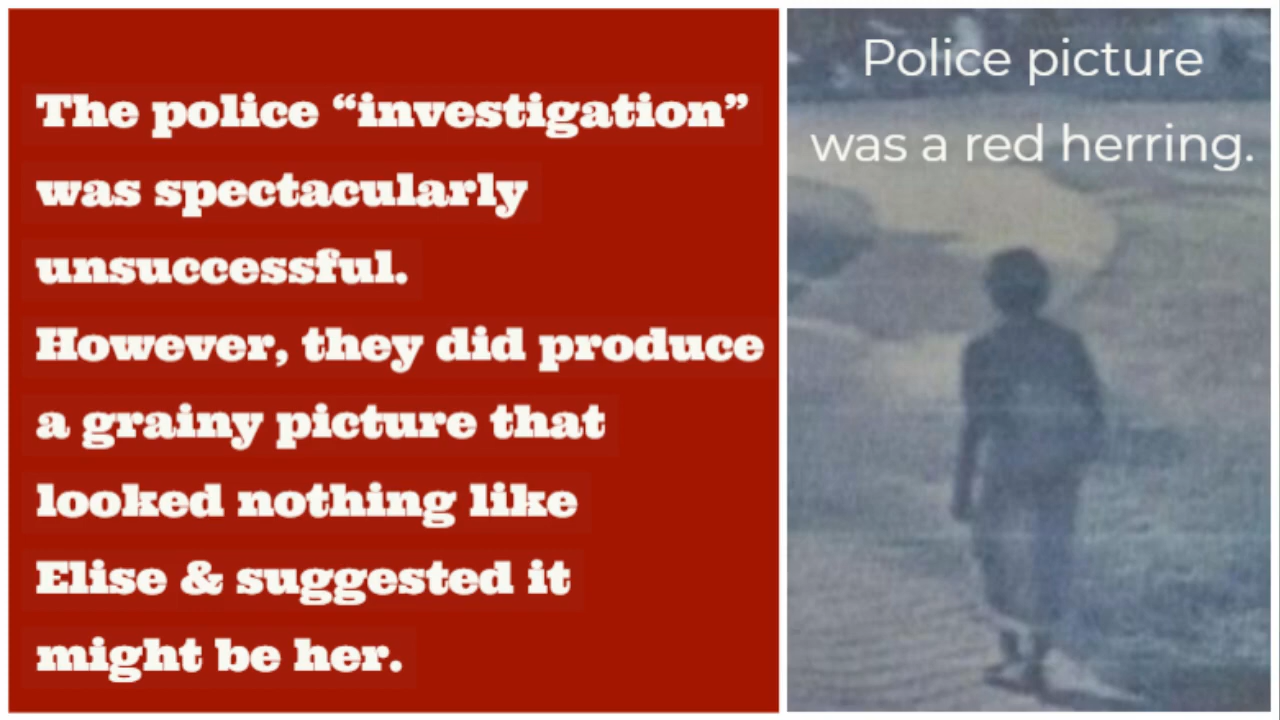 The police “investigation”
was spectacularly
unsuccessful.
However, they did produce
a grainy picture that
looked nothing like
Elise & suggested it
might be her.
Police picture
was a red herring.